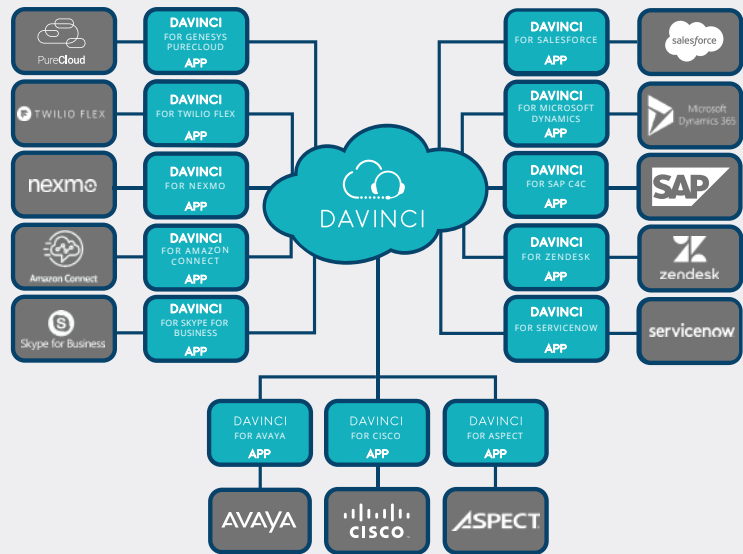 PureCloud
DAVINCI
FOR GENESYS
PURECLOUD
APP
DAVINCI
FOR SALESFORCE
APP
salesforce
TWILIO FLEX
DAVINCI
FOR TWILIO FLEX
APP
DAVINCI
FOR MICROSOFT
DYNAMICS
APP
Microsoft
Dynamics 365
nexmo
DAVINCI
FOR NEXMO
APP
DAVINCI
DAVINCI
FOR SAP C4C
APP
SAP
Amazon Connect
DAVINCI
FOR AMAZON
CONNECT
APP
DAVINCI
FOR ZENDESK
APP
zendesk
S
Skype for Business
DAVINCI
FOR SKYPE FOR
BUSINESS
APP
DAVINCI
FOR SERVICENOW
APP
servicenow
DAVINCI
FOR AVAYA
APP
DAVINCI
FOR CISCO
APP
DAVINCI
FOR ASPECT
APP
AVAYA
CISCO
ASPECT